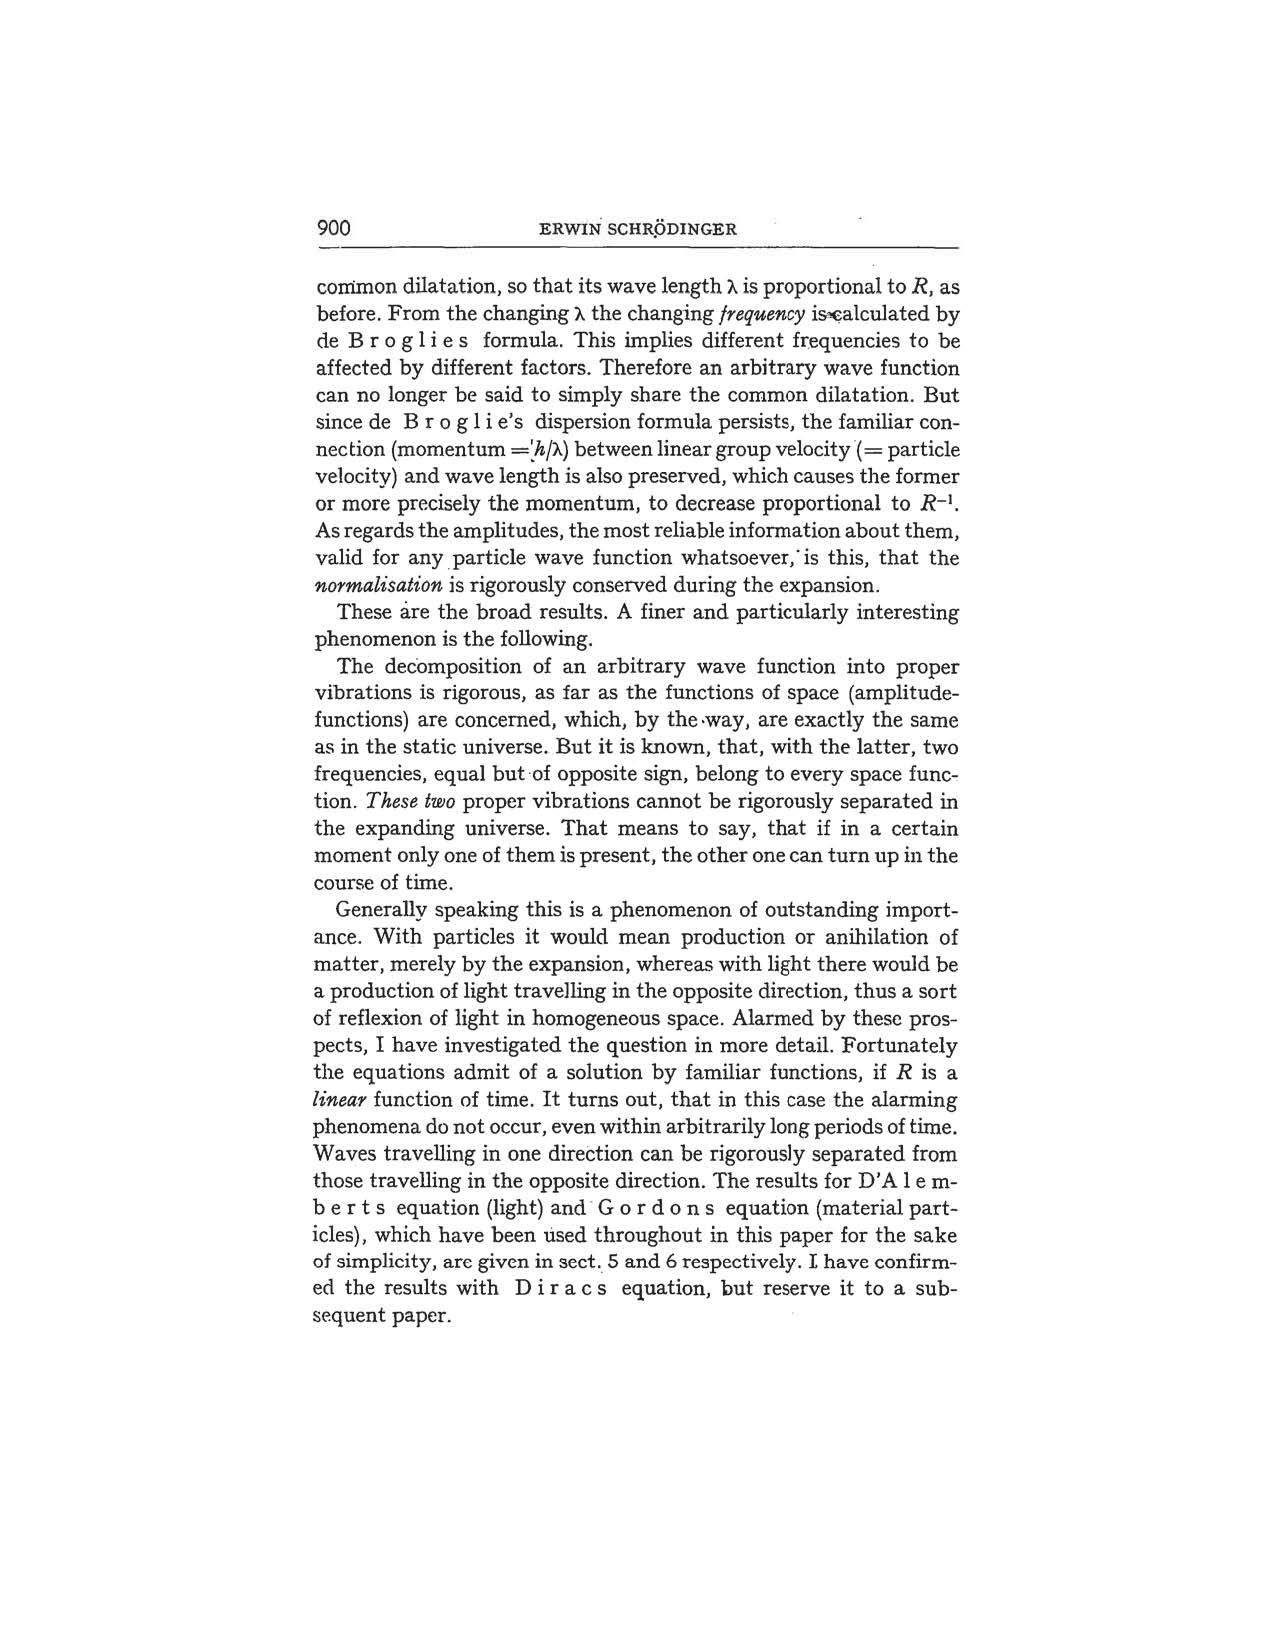 900 ERWIN SCHRÖDINGER
common dilatation, so that its wave length λ is proportional to R, as
before. From the changing λ the changing frequency is calculated by
de Broglies formula. This implies different frequencies to be
affected by different factors. Therefore an arbitrary wave function
can no longer be said to simply share the common dilatation. But
since de Broglie's dispersion formula persists, the familiar con-
nection (momentum = h/λ) between linear group velocity (= particle
velocity) and wave length is also preserved, which causes the former
or more precisely the momentum, to decrease proportional to R⁻¹.
As regards the amplitudes, the most reliable information about them,
valid for any particle wave function whatsoever, is this, that the
normalisation is rigorously conserved during the expansion.
These are the broad results. A finer and particularly interesting
phenomenon is the following.
The decomposition of an arbitrary wave function into proper
vibrations is rigorous, as far as the functions of space (amplitude-
functions) are concerned, which, by the way, are exactly the same
as in the static universe. But it is known, that, with the latter, two
frequencies, equal but of opposite sign, belong to every space func-
tion. These two proper vibrations cannot be rigorously separated in
the expanding universe. That means to say, that if in a certain
moment only one of them is present, the other one can turn up in the
course of time.
Generally speaking this is a phenomenon of outstanding import-
ance. With particles it would mean production or anihilation of
matter, merely by the expansion, whereas with light there would be
a production of light travelling in the opposite direction, thus a sort
of reflexion of light in homogeneous space. Alarmed by these pros-
pects, I have investigated the question in more detail. Fortunately
the equations admit of a solution by familiar functions, if R is a
linear function of time. It turns out, that in this case the alarming
phenomena do not occur, even within arbitrarily long periods of time.
Waves travelling in one direction can be rigorously separated from
those travelling in the opposite direction. The results for D'Alem-
berts equation (light) and Gordons equation (material part-
icles), which have been used throughout in this paper for the sake
of simplicity, are given in sect. 5 and 6 respectively. I have confirm-
ed the results with Diracs equation, but reserve it to a sub-
sequent paper.